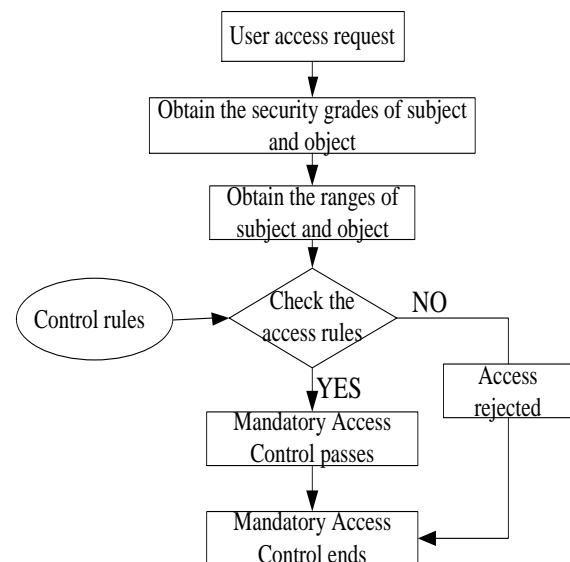 User access request
Obtain the security grades of subject
and object
Obtain the ranges of
subject and object
Control rules
Check the
access rules
NO
YES
Access
rejected
Mandatory Access
Control passes
Mandatory Access
Control ends